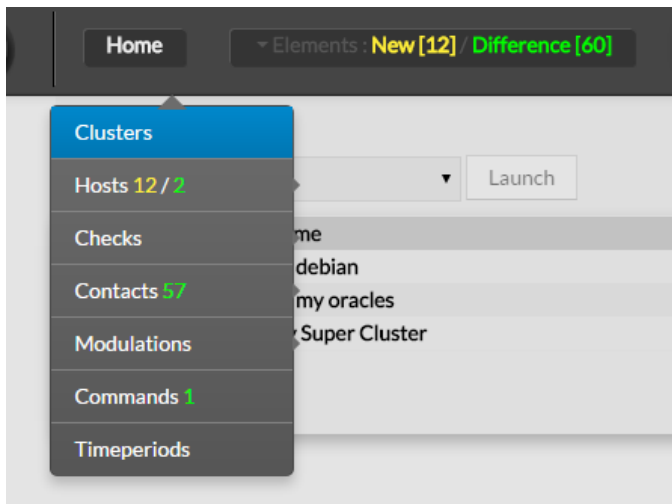 Home
Elements : New [12] / Difference [60]
Clusters
Hosts 12 / 2
Launch
Checks
me
debian
Contacts 57
my oracles
Modulations
Super Cluster
Commands 1
Timeperiods